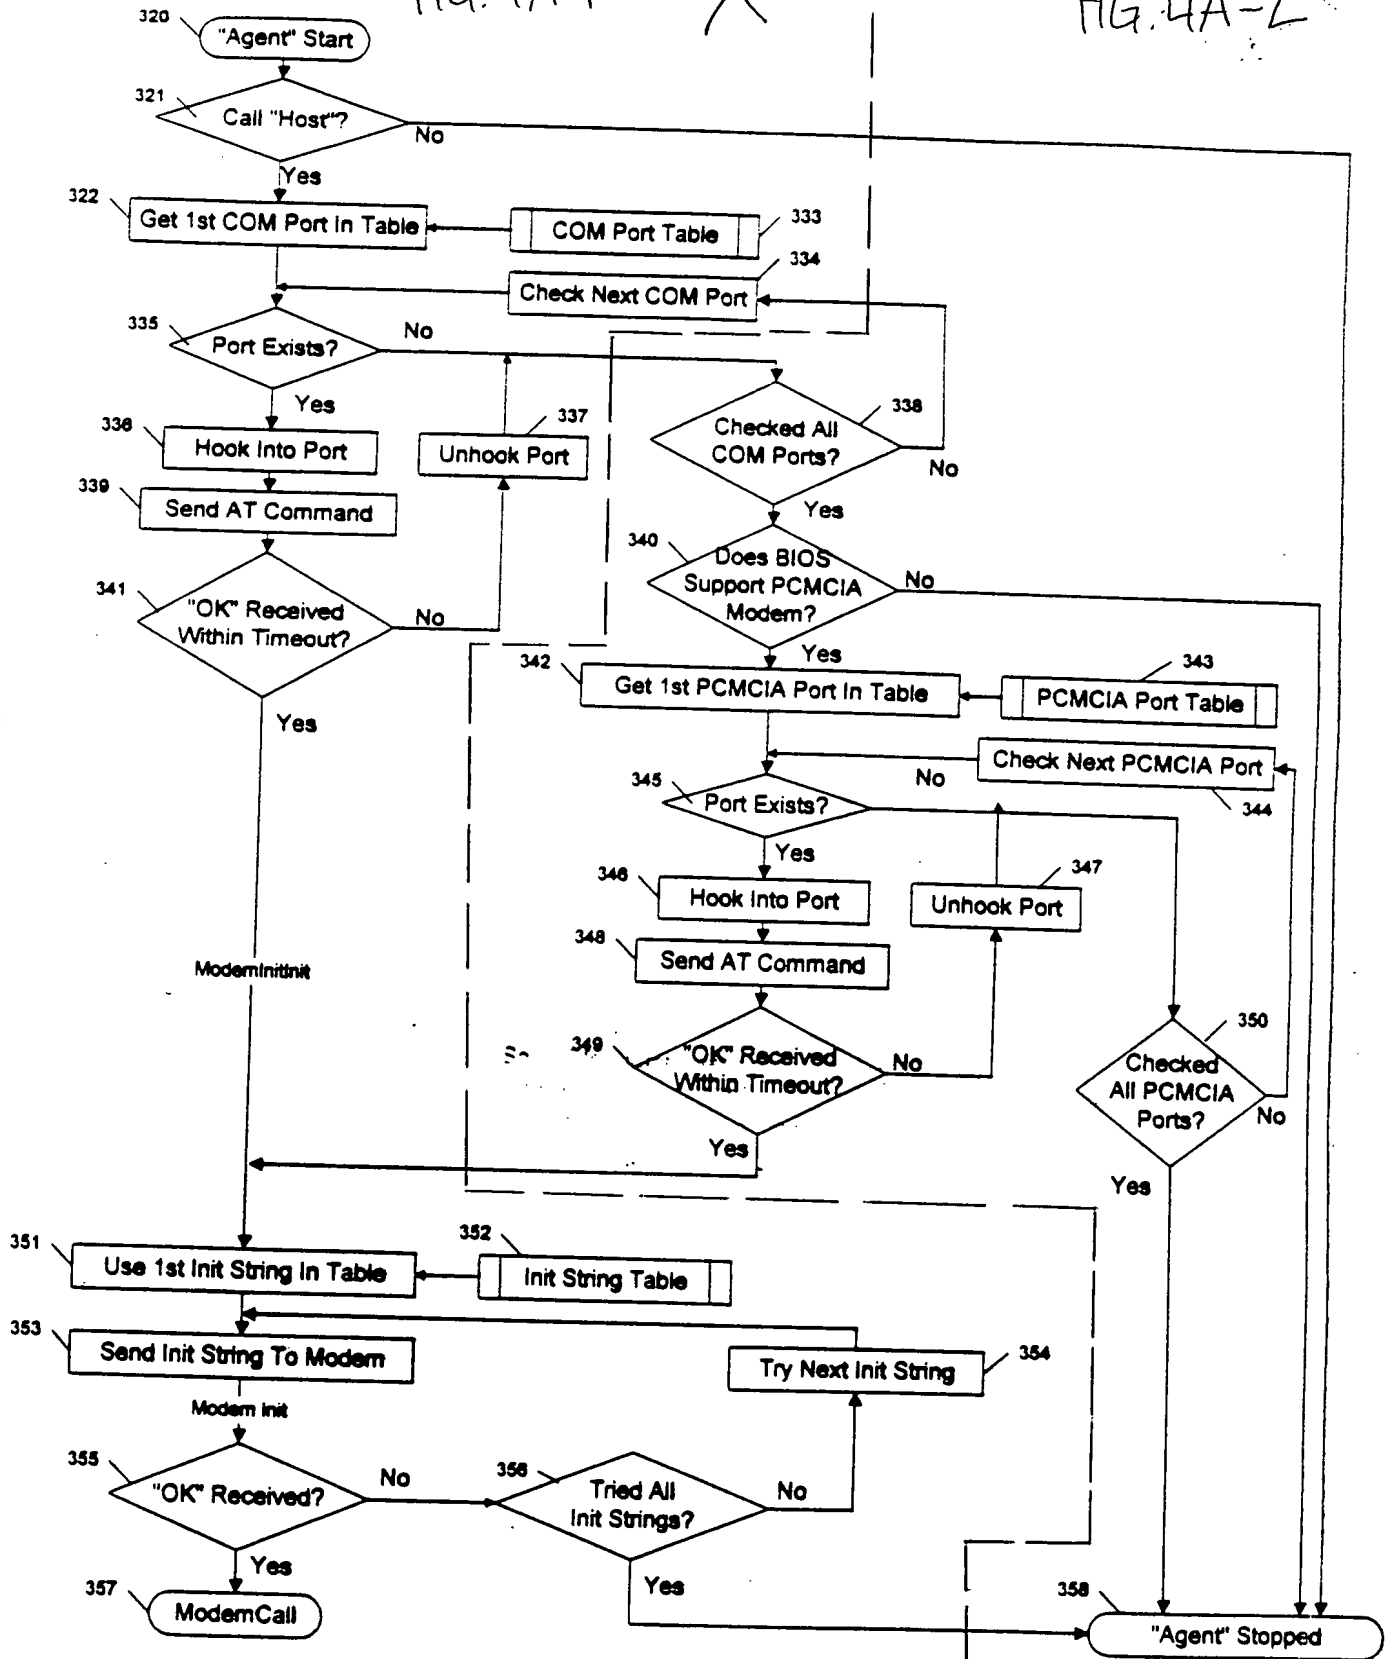 FIG. 4A-1
FIG. 4A-2
320
"Agent" Start
321
Call "Host"?
No
Yes
322
Get 1st COM Port In Table
COM Port Table
333
334
Check Next COM Port
335
Port Exists?
No
Yes
336
Hook Into Port
337
Unhook Port
338
Checked All
COM Ports?
No
Yes
339
Send AT Command
340
Does BIOS
Support PCMCIA
Modem?
No
Yes
341
"OK" Received
Within Timeout?
No
Yes
342
Get 1st PCMCIA Port In Table
343
PCMCIA Port Table
Check Next PCMCIA Port
344
345
Port Exists?
No
Yes
346
Hook Into Port
347
Unhook Port
348
Send AT Command
ModemInitInit
349
"OK" Received
Within Timeout?
No
Yes
350
Checked
All PCMCIA
Ports?
No
Yes
351
Use 1st Init String In Table
352
Init String Table
353
Send Init String To Modem
Try Next Init String
354
Modem Init
355
"OK" Received?
No
Yes
356
Tried All
Init Strings?
No
Yes
357
ModemCall
358
"Agent" Stopped